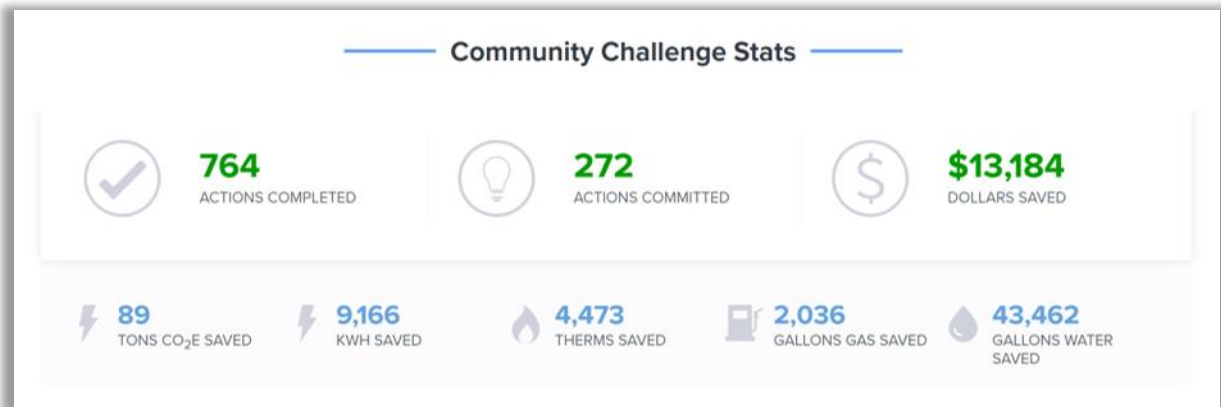 Community Challenge Stats
764
ACTIONS COMPLETED
272
ACTIONS COMMITTED
$13,184
DOLLARS SAVED
89
TONS CO₂E SAVED
9,166
KWH SAVED
4,473
THERMS SAVED
2,036
GALLONS GAS SAVED
43,462
GALLONS WATER
SAVED